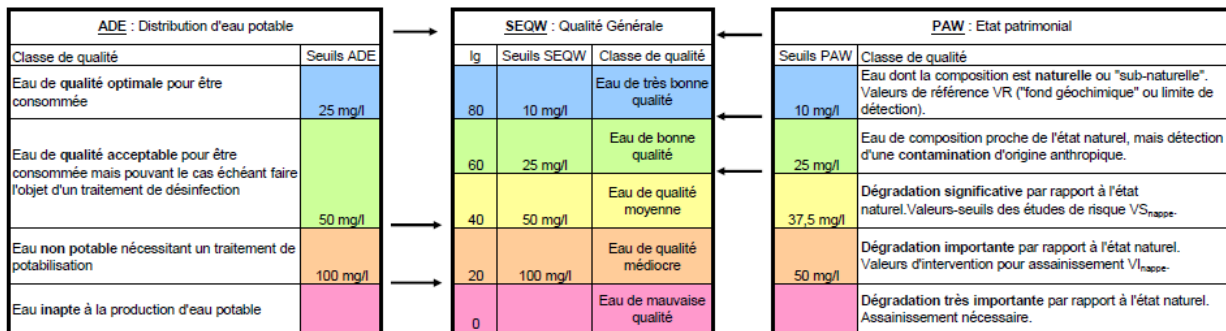 ADE : Distribution d'eau potable
Classe de qualité
Seuils ADE
Eau de qualité optimale pour être
consommée
25 mg/l
Eau de qualité acceptable pour être
consommée mais pouvant le cas échéant faire
l'objet d'un traitement de désinfection
50 mg/l
Eau non potable nécessitant un traitement de
potabilisation
100 mg/l
Eau inapte à la production d'eau potable
SEQW : Qualité Générale
Ig
Seuils SEQW
Classe de qualité
80
10 mg/l
Eau de très bonne
qualité
60
25 mg/l
Eau de bonne
qualité
40
50 mg/l
Eau de qualité
moyenne
20
100 mg/l
Eau de qualité
médiocre
0
Eau de mauvaise
qualité
PAW : Etat patrimonial
Seuils PAW
Classe de qualité
10 mg/l
Eau dont la composition est naturelle ou "sub-naturelle".
Valeurs de référence VR ("fond géochimique" ou limite de
détection).
25 mg/l
Eau de composition proche de l'état naturel, mais détection
d'une contamination d'origine anthropique.
37,5 mg/l
Dégradation significative par rapport à l'état
naturel.Valeurs-seuils des études de risque VSnappe.
50 mg/l
Dégradation importante par rapport à l'état naturel.
Valeurs d'intervention pour assainissement VInappe.
Dégradation très importante par rapport à l'état naturel.
Assainissement nécessaire.